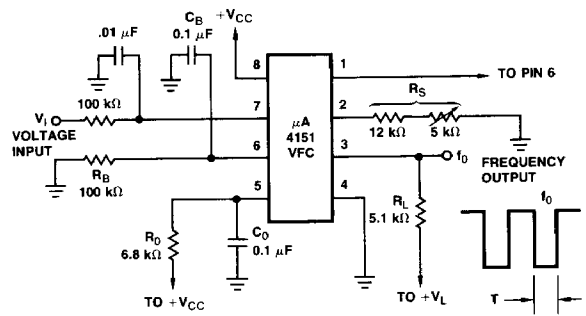 C_B
0.1 µF
+V_CC
.01 µF
8
1
TO PIN 6
R_S
100 kΩ
V_I
VOLTAGE
INPUT
7
µA
4151
VFC
2
12 kΩ
5 kΩ
6
3
f_0
FREQUENCY
OUTPUT
R_B
100 kΩ
5
4
R_L
5.1 kΩ
f_0
R_0
6.8 kΩ
C_0
0.1 µF
TO +V_CC
TO +V_L
T